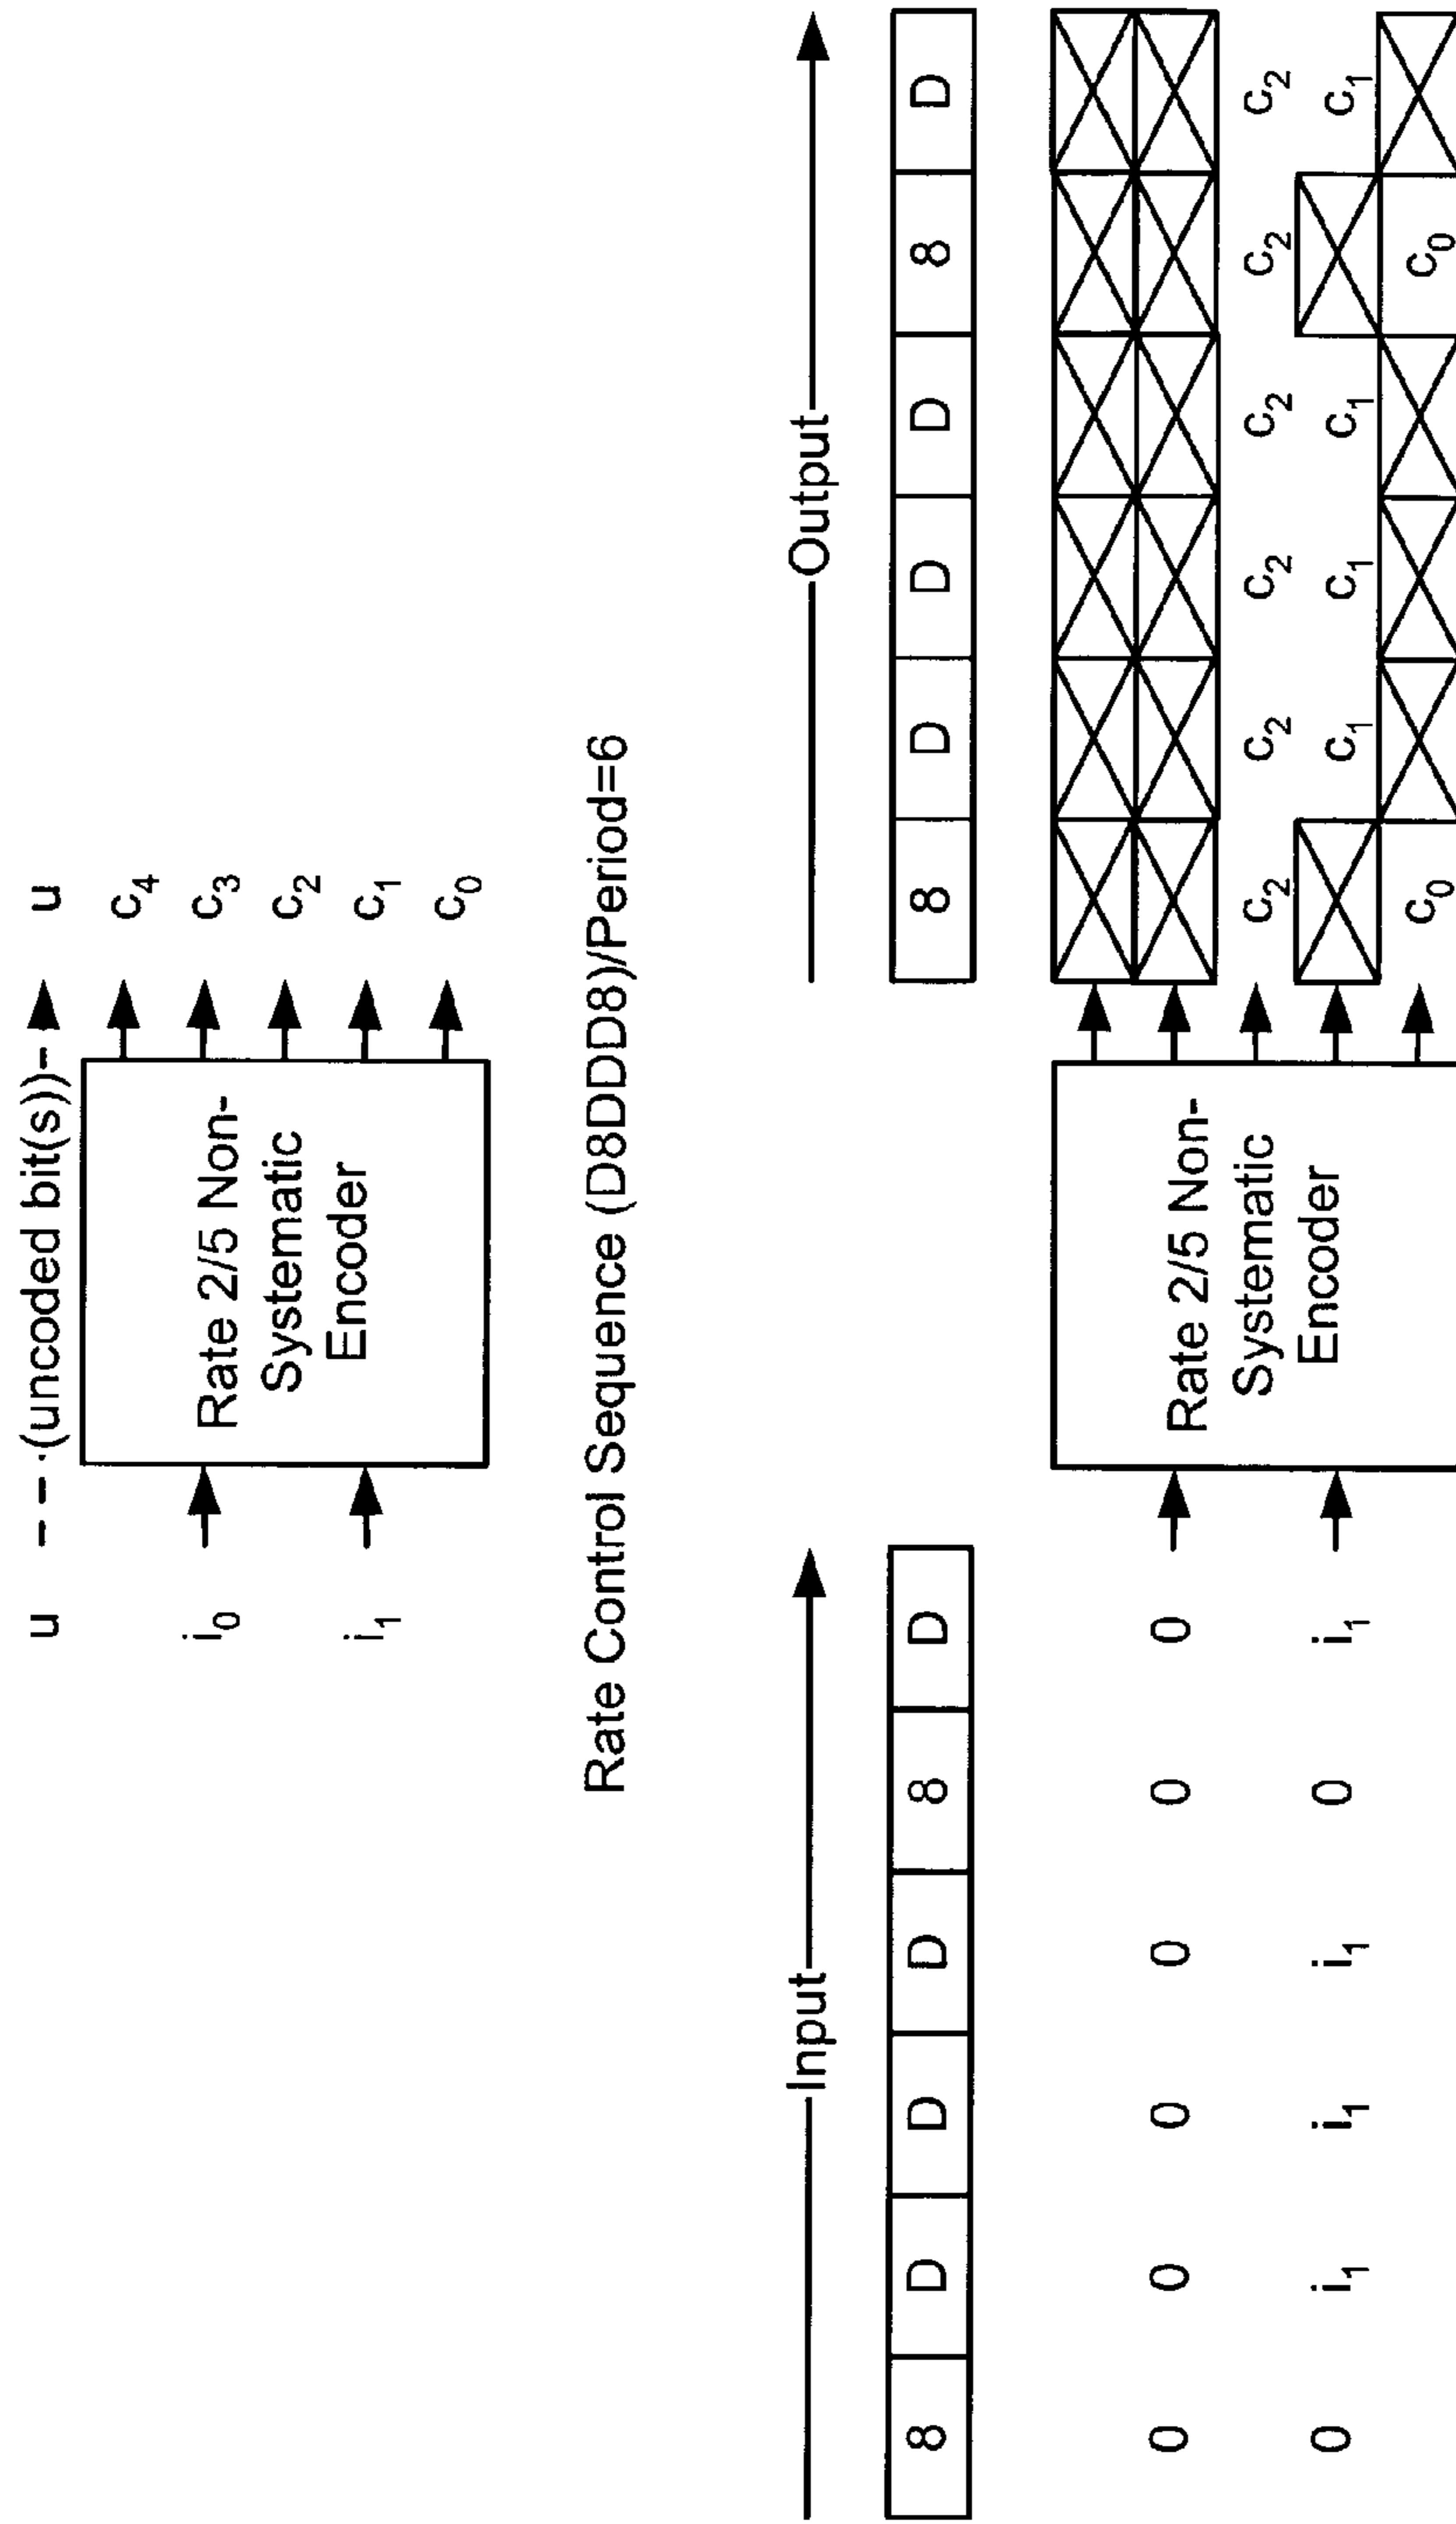 u - - - (uncoded bit(s)) - - u
i0
i1
Rate 2/5 Non-
Systematic
Encoder
c4
c3
c2
c1
c0
Rate Control Sequence (D8DDD8)/Period=6
Input
8 D D D 8 D
0 0 0 0 0 0
0 i1 i1 i1 0 i1
Rate 2/5 Non-
Systematic
Encoder
Output
8 D D D 8 D
c2 c2 c2 c2 c2 c2
c1 c1 c1 c1
c0 c0